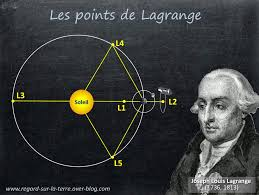 Les points de Lagrange
L4
L3
Soleil
L1
L2
L5
Joseph Louis Lagrange
(1736, 1813)
www.regard-sur-la-terre.over-blog.com